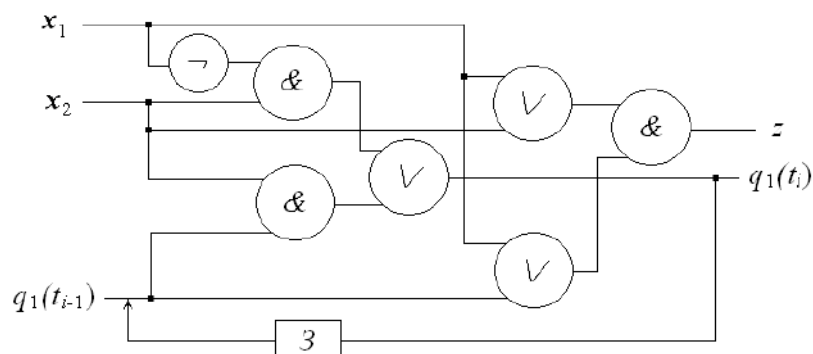 x₁
¬
&
V
x₂
&
z
V
q₁(tᵢ)
&
V
q₁(tᵢ₋₁)
З